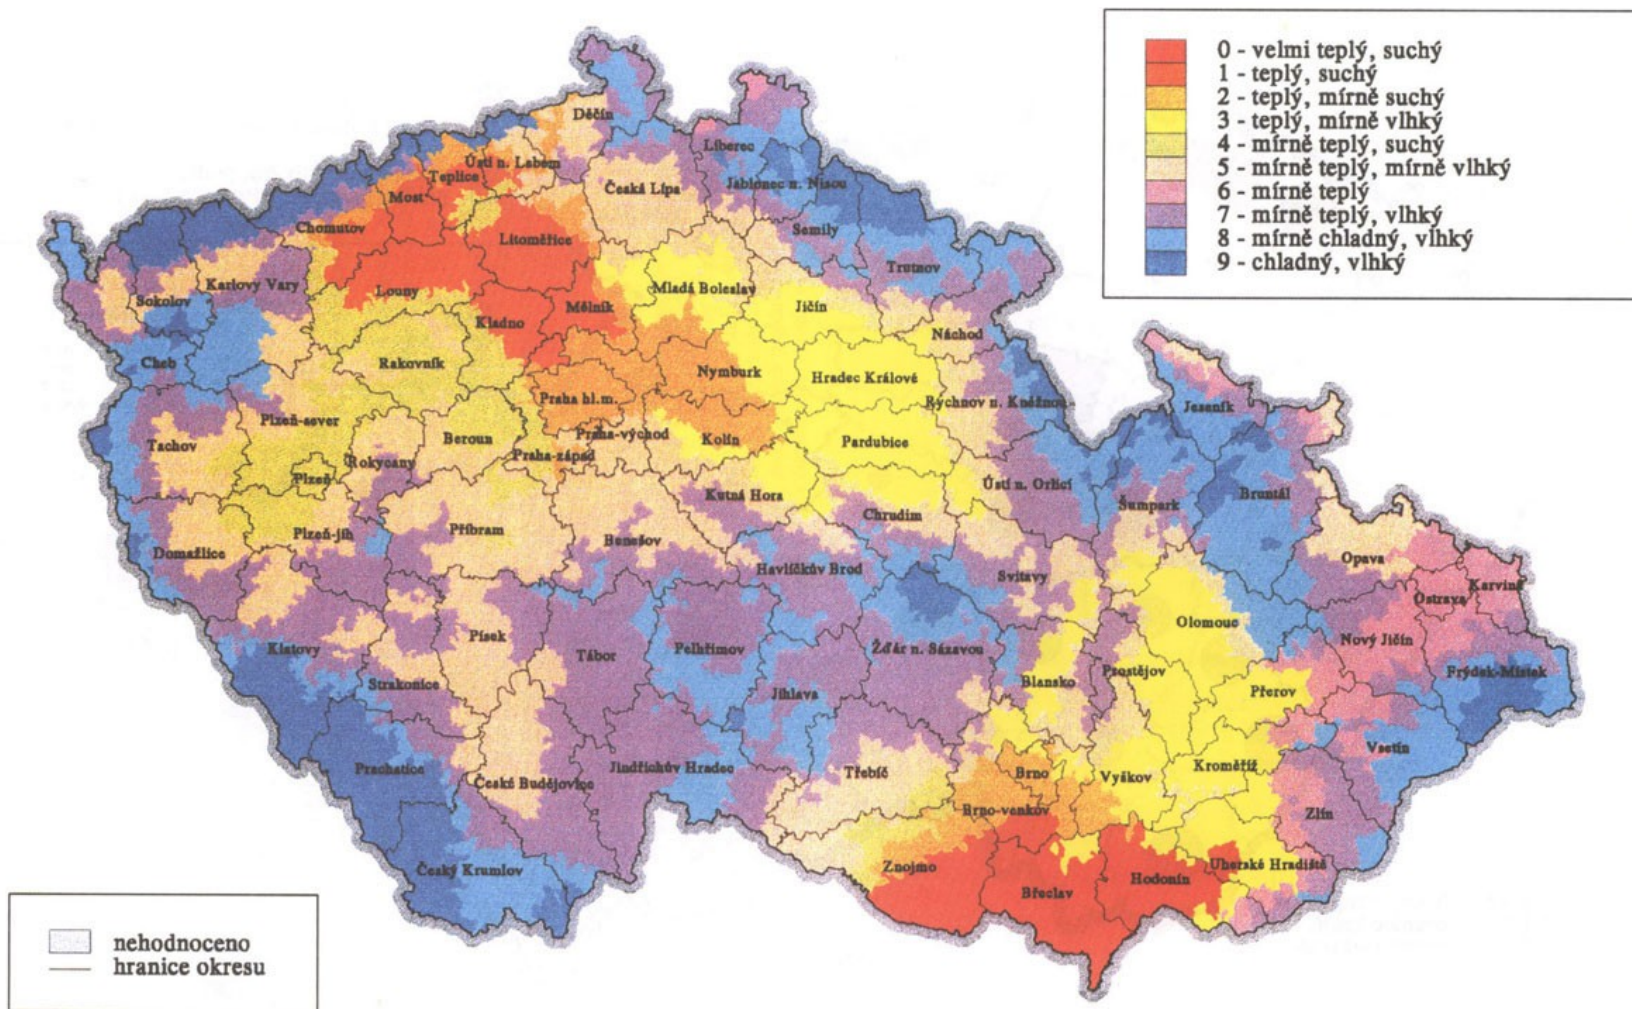 0 - velmi teplý, suchý
1 - teplý, suchý
2 - teplý, mírně suchý
3 - teplý, mírně vlhký
4 - mírně teplý, suchý
5 - mírně teplý, mírně vlhký
6 - mírně teplý
7 - mírně teplý, vlhký
8 - mírně chladný, vlhký
9 - chladný, vlhký
Děčín
Ústí n. Labem
Teplice
Liberec
Jablonec n. Nisou
Česká Lípa
Most
Chomutov
Litoměřice
Semily
Trutnov
Karlovy Vary
Sokolov
Louny
Mladá Boleslav
Jičín
Mělník
Kladno
Náchod
Cheb
Rakovník
Nymburk
Hradec Králové
Praha hl.m.
Rychnov n. Kněžnou
Jeseník
Plzeň-sever
Tachov
Beroun
Praha-východ
Kolín
Pardubice
Praha-západ
Rokycany
Plzeň
Ústí n. Orlicí
Kutná Hora
Bruntál
Šumpark
Chrudim
Příbram
Plzeň-jih
Benešov
Domažlice
Opava
Havlíčkův Brod
Svitavy
Karviná
Ostrava
Olomouc
Písek
Nový Jičín
Klatovy
Tábor
Pelhřimov
Žďár n. Sázavou
Prostějov
Frýdek-Místek
Blansko
Strakonice
Jihlava
Přerov
Vsetín
Prachatice
Jindřichův Hradec
České Budějovice
Třebíč
Brno
Vyškov
Kroměříž
Brno-venkov
Zlín
Znojmo
Český Krumlov
Uherské Hradiště
Břeclav
Hodonín
nehodnoceno
hranice okresu